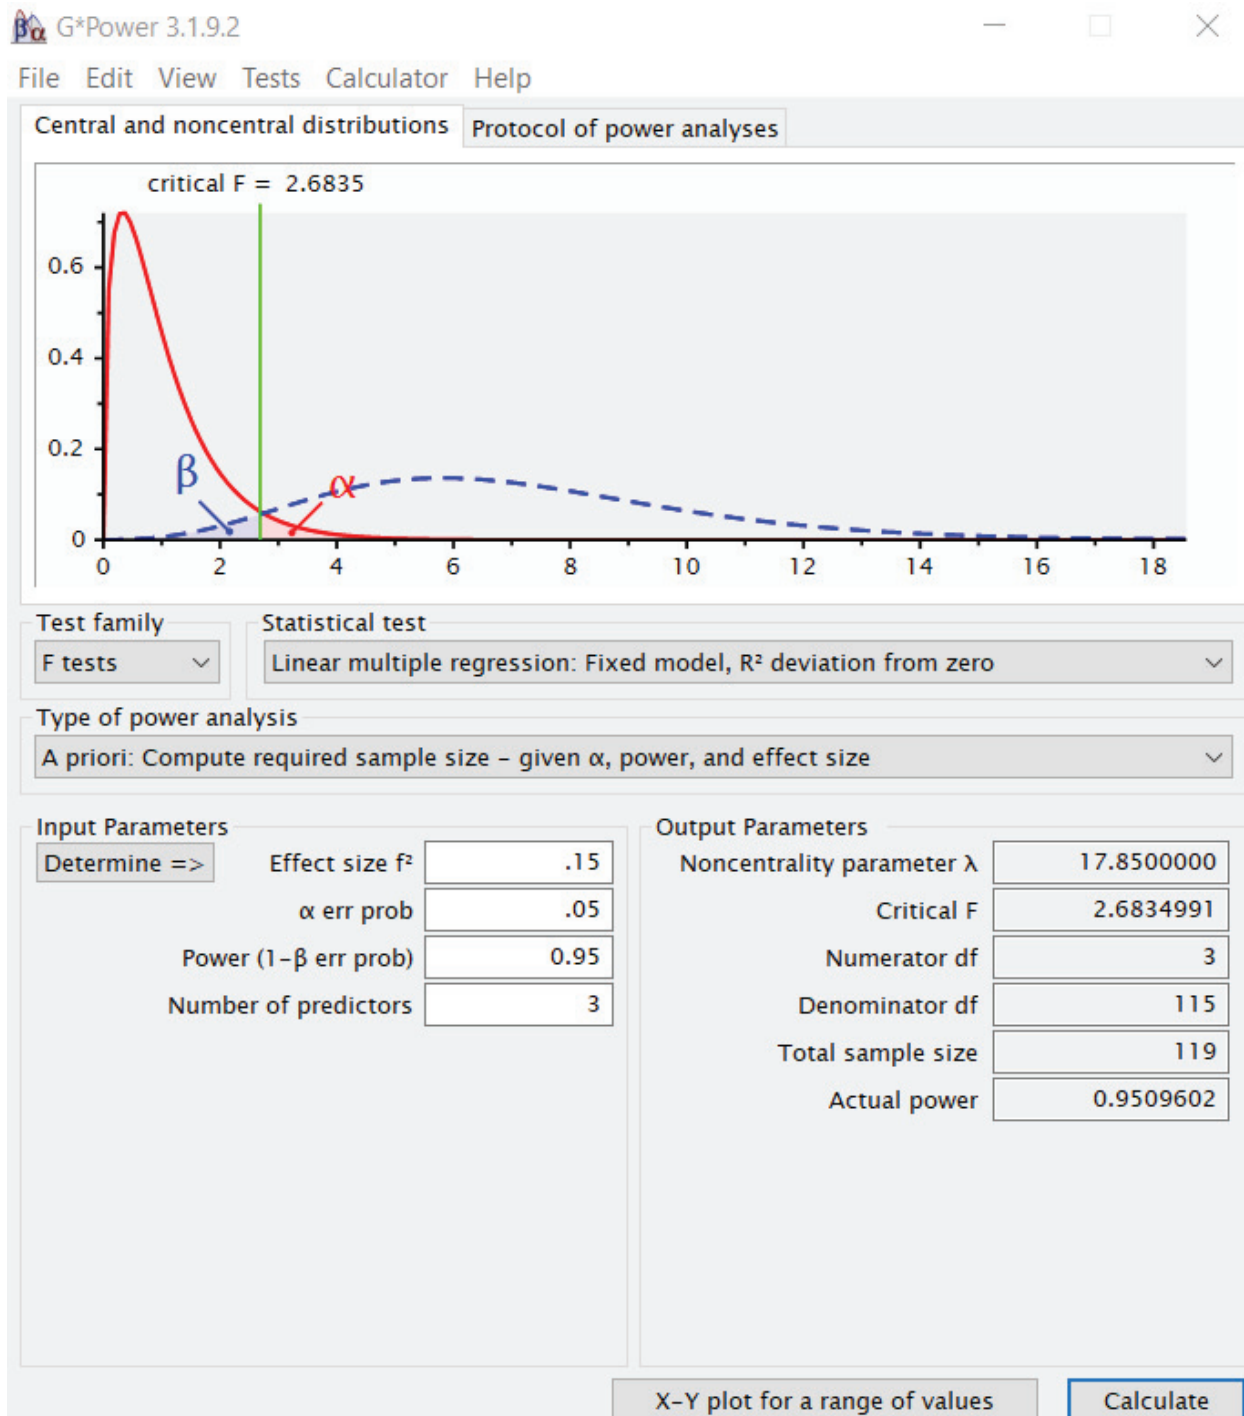 βα G*Power 3.1.9.2
File Edit View Tests Calculator Help
Central and noncentral distributions Protocol of power analyses
critical F = 2.6835
0.6
0.4
0.2
β α
0
0 2 4 6 8 10 12 14 16 18
Test family Statistical test
F tests Linear multiple regression: Fixed model, R² deviation from zero
Type of power analysis
A priori: Compute required sample size – given α, power, and effect size
Input Parameters Output Parameters
Determine => Effect size f² .15 Noncentrality parameter λ 17.8500000
α err prob .05 Critical F 2.6834991
Power (1–β err prob) 0.95 Numerator df 3
Number of predictors 3 Denominator df 115
Total sample size 119
Actual power 0.9509602
X–Y plot for a range of values Calculate